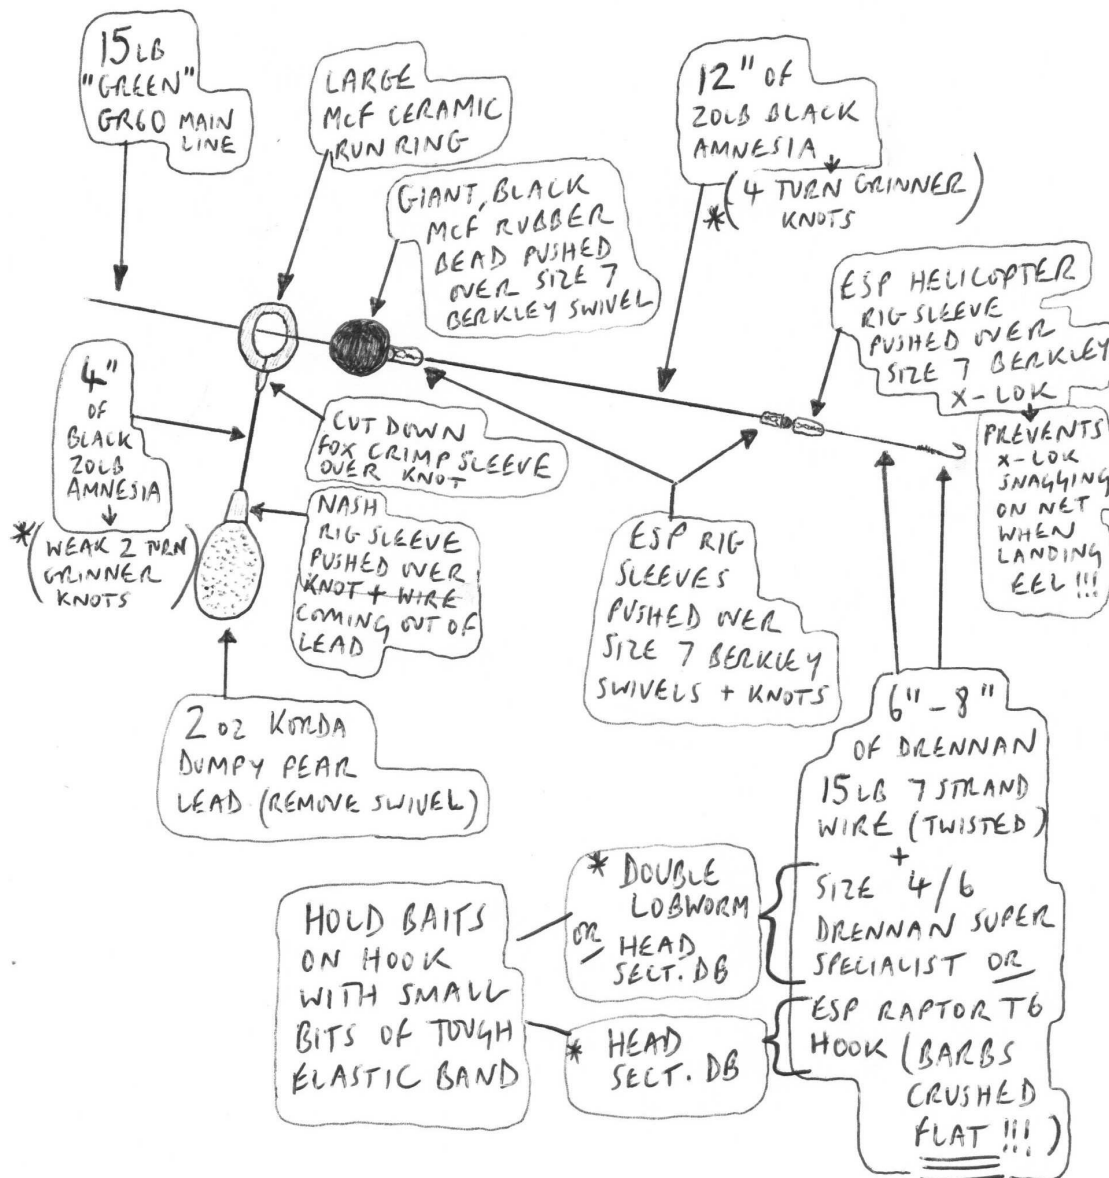 15LB
"GREEN"
GR60 MAIN
LINE
LARGE
McF CERAMIC
RUN RING
GIANT, BLACK
McF RUBBER
BEAD PUSHED
OVER SIZE 7
BERKLEY SWIVEL
12" OF
20LB BLACK
AMNESIA
*(4 TURN GRINNER)
KNOTS
ESP HELICOPTER
RIG SLEEVE
PUSHED OVER
SIZE 7 BERKLEY
X-LOK
PREVENTS
X-LOK
SNAGGING
ON NET
WHEN
LANDING
EEL !!!
4"
OF
BLACK
20LB
AMNESIA
*(WEAK 2 TURN
GRINNER
KNOTS)
CUT DOWN
FOX CRIMP SLEEVE
OVER KNOT
NASH
RIG SLEEVE
PUSHED OVER
KNOT + WIRE
COMING OUT OF
LEAD
ESP RIG
SLEEVES
PUSHED OVER
SIZE 7 BERKLEY
SWIVELS + KNOTS
2 OZ KORDA
DUMPY PEAR
LEAD (REMOVE SWIVEL)
6" - 8"
OF DRENNAN
15LB 7 STRAND
WIRE (TWISTED)
+
SIZE 4/6
DRENNAN SUPER
SPECIALIST OR
ESP RAPTOR T6
HOOK (BARBS
CRUSHED
FLAT !!!)
* DOUBLE
LOBWORM
OR HEAD
SECT. DB
* HEAD
SECT. DB
HOLD BAITS
ON HOOK
WITH SMALL
BITS OF TOUGH
ELASTIC BAND